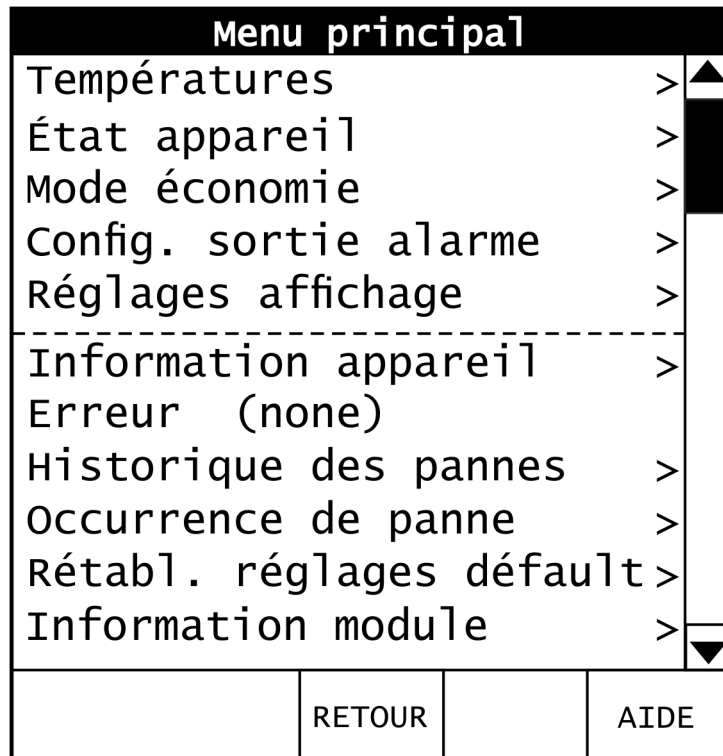 Menu principal
Températures >
État appareil >
Mode économie >
Config. sortie alarme >
Réglages affichage >
Information appareil >
Erreur (none)
Historique des pannes >
Occurrence de panne >
Rétabl. réglages défault >
Information module >
RETOUR AIDE